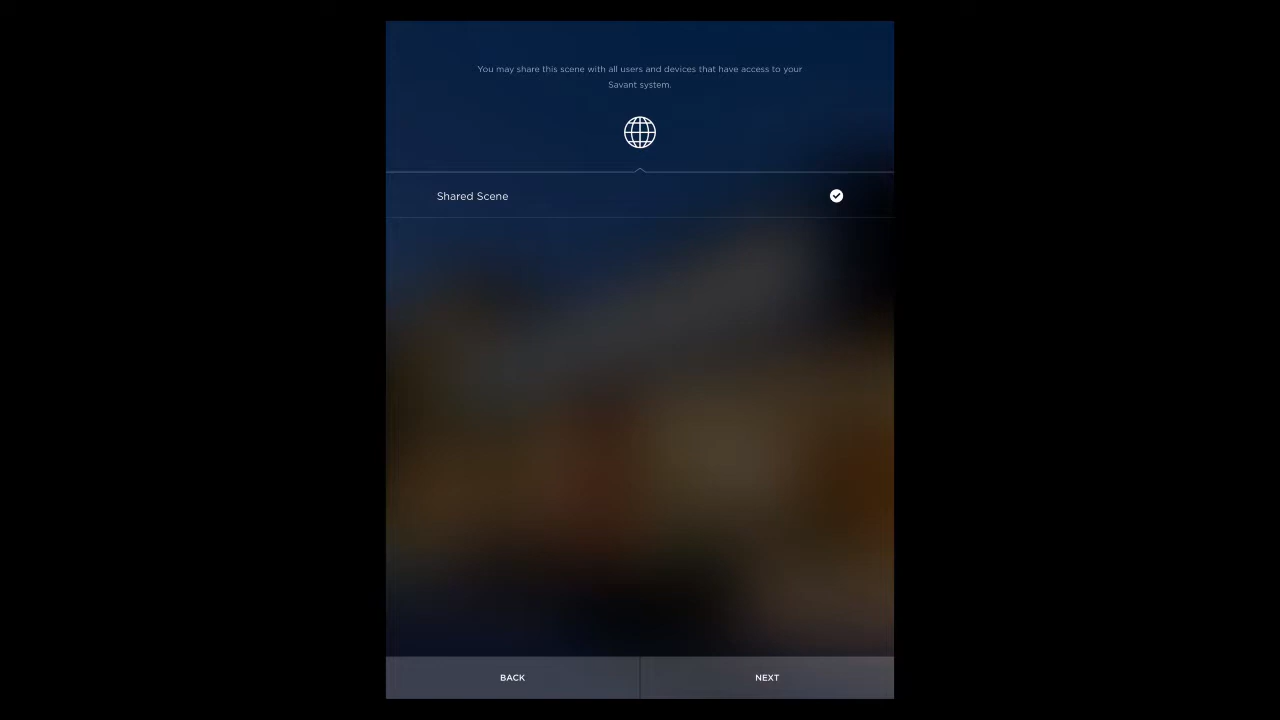 You may share this scene with all users and devices that have access to your
Savant system.
Shared Scene
BACK
NEXT